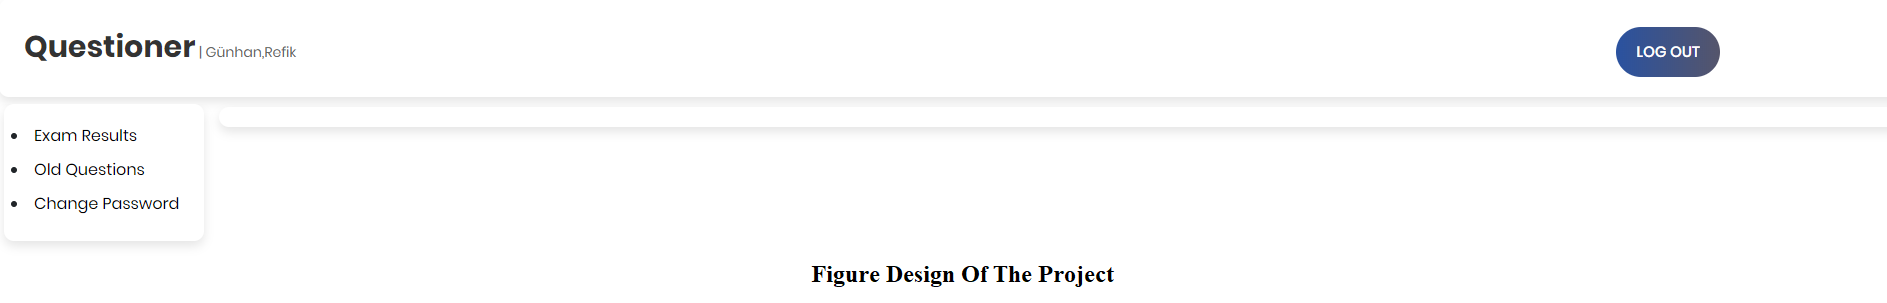 Questioner | Günhan,Refik
LOG OUT
Exam Results
Old Questions
Change Password
Figure Design Of The Project